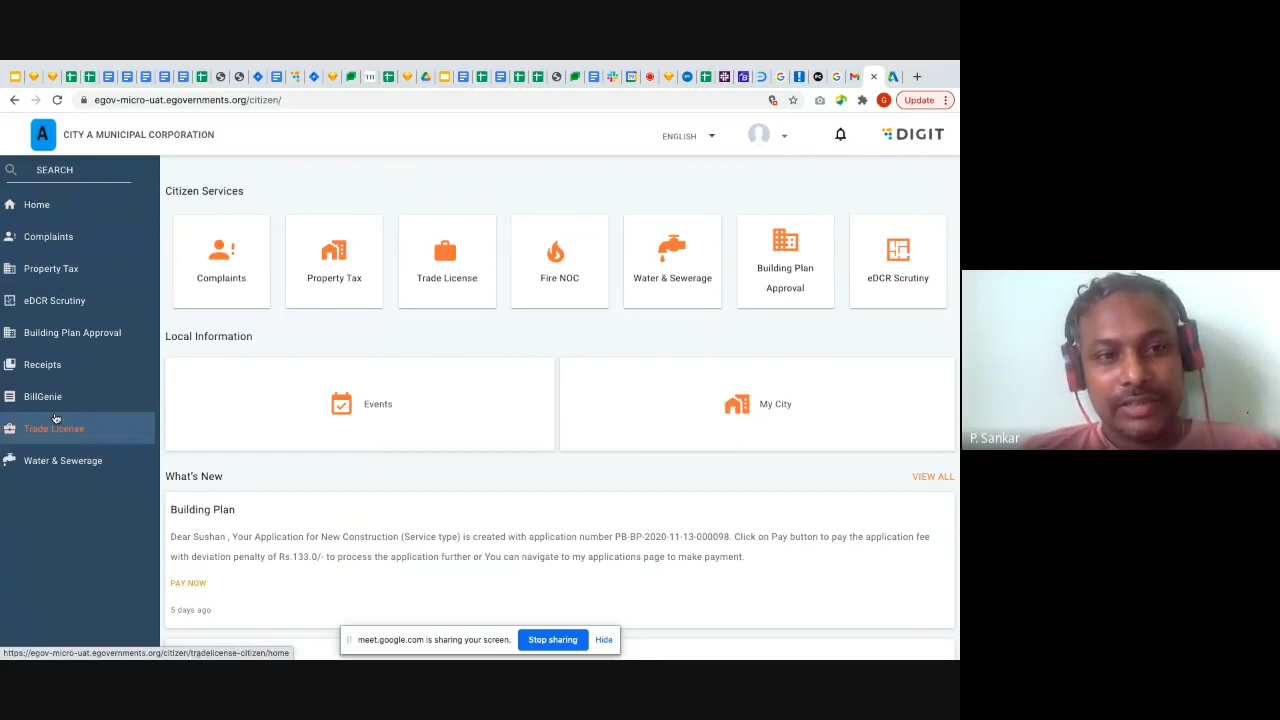 egov-micro-uat.egovernments.org/citizen/
Update
A
CITY A MUNICIPAL CORPORATION
ENGLISH
DIGIT
SEARCH
Home
Complaints
Property Tax
eDCR Scrutiny
Building Plan Approval
Receipts
BillGenie
Trade License
Water & Sewerage
Citizen Services
Complaints
Property Tax
Trade License
Fire NOC
Water & Sewerage
Building Plan
Approval
eDCR Scrutiny
Local Information
Events
My City
What's New
VIEW ALL
Building Plan
Dear Sushan , Your Application for New Construction (Service type) is created with application number PB-BP-2020-11-13-000098. Click on Pay button to pay the application fee
with deviation penalty of Rs.133.0/- to process the application further or You can navigate to my applications page to make payment.
PAY NOW
5 days ago
meet.google.com is sharing your screen.
Stop sharing
Hide
https://egov-micro-uat.egovernments.org/citizen/tradelicense-citizen/home
P. Sankar